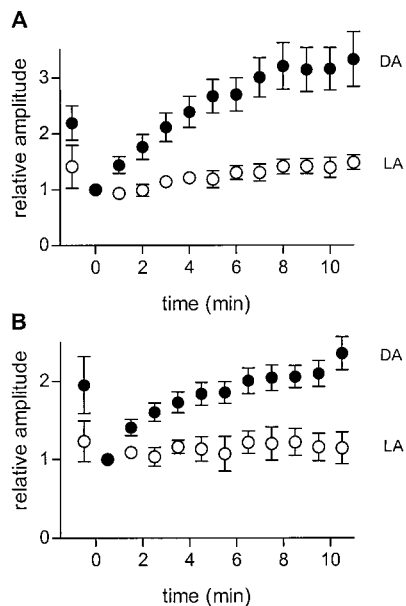 A
relative amplitude
3
2
1
0
DA
LA
0 2 4 6 8 10
time (min)
B
relative amplitude
2
1
0
DA
LA
0 2 4 6 8 10
time (min)